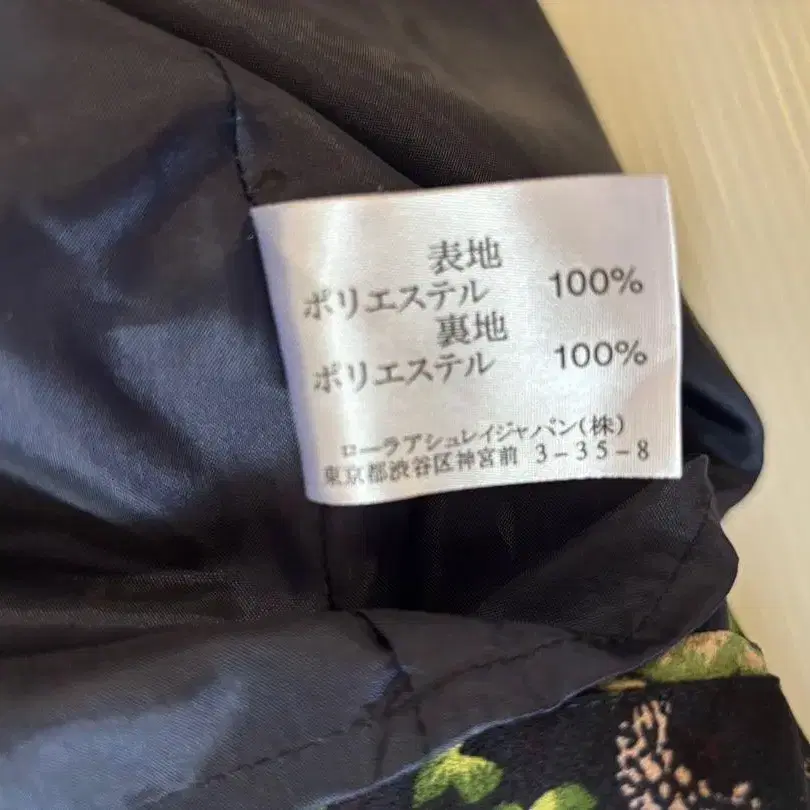 表地
ポリエステル 100%
裏地
ポリエステル 100%
ローラアシュレイジャパン(株)
東京都渋谷区神宮前 3-35-8